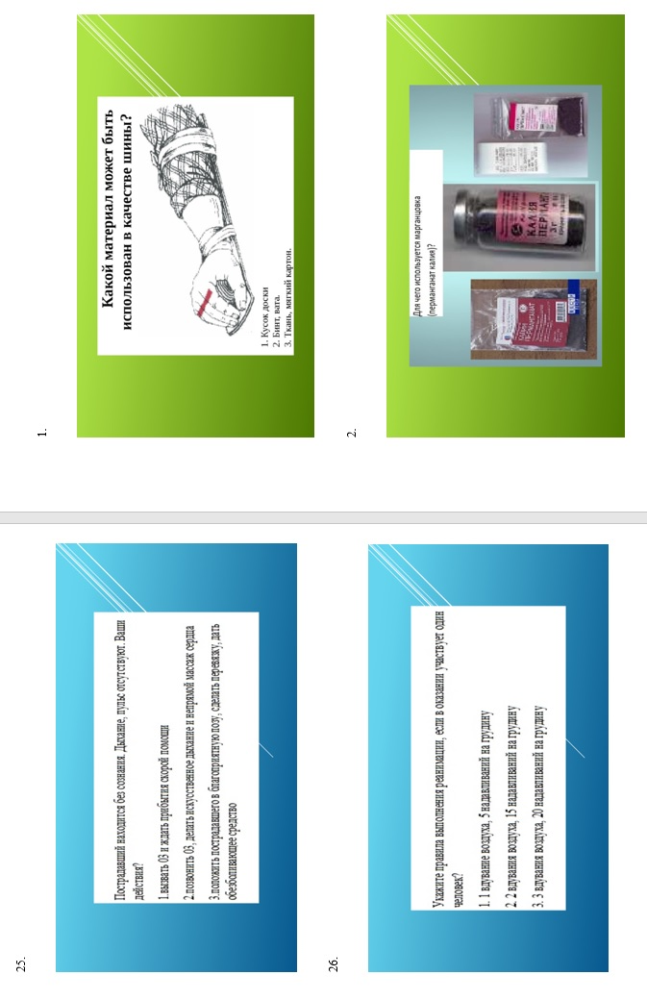 1.
Какой материал может быть
использован в качестве шины?
1. Кусок доски
2. Бинт, вата.
3. Ткань, мягкий картон.
2.
Для чего используется марганцовка
(перманганат калия)?
КАЛИЯ
ПЕРМАНГ
3 г
25.
Пострадавший находится без сознания. Дыхание, пульс отсутствуют. Ваши
действия?
1.вызвать 03 и ждать прибытия скорой помощи
2.позвонить 03, делать искусственное дыхание и непрямой массаж сердца
3.положить пострадавшего в благоприятную позу, сделать перевязку, дать
обезболивающее средство
26.
Укажите правила выполнения реанимации, если в оказании участвует один
человек?
1. 1 вдувание воздуха, 5 надавливаний на грудину
2. 2 вдувания воздуха, 15 надавливаний на грудину
3. 3 вдувания воздуха, 20 надавливаний на грудину